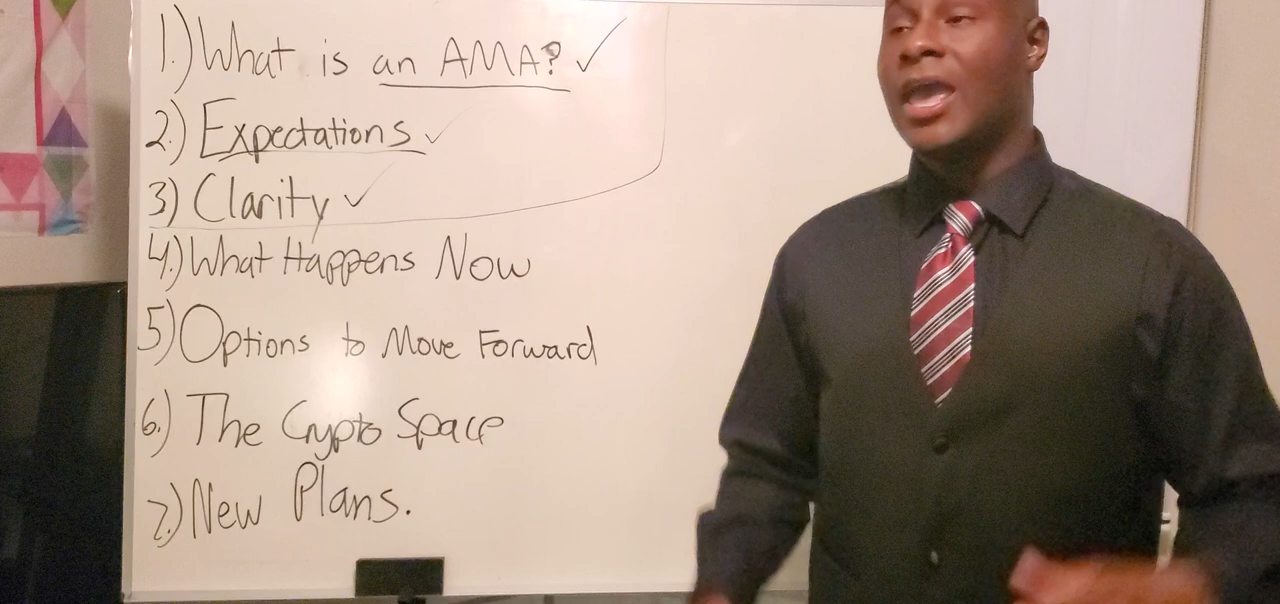 1.) What is an AMA? ✓
2.) Expectations ✓
3) Clarity ✓
4.) What Happens Now
5) Options to Move Forward
6.) The Crypto Space
7.) New Plans.